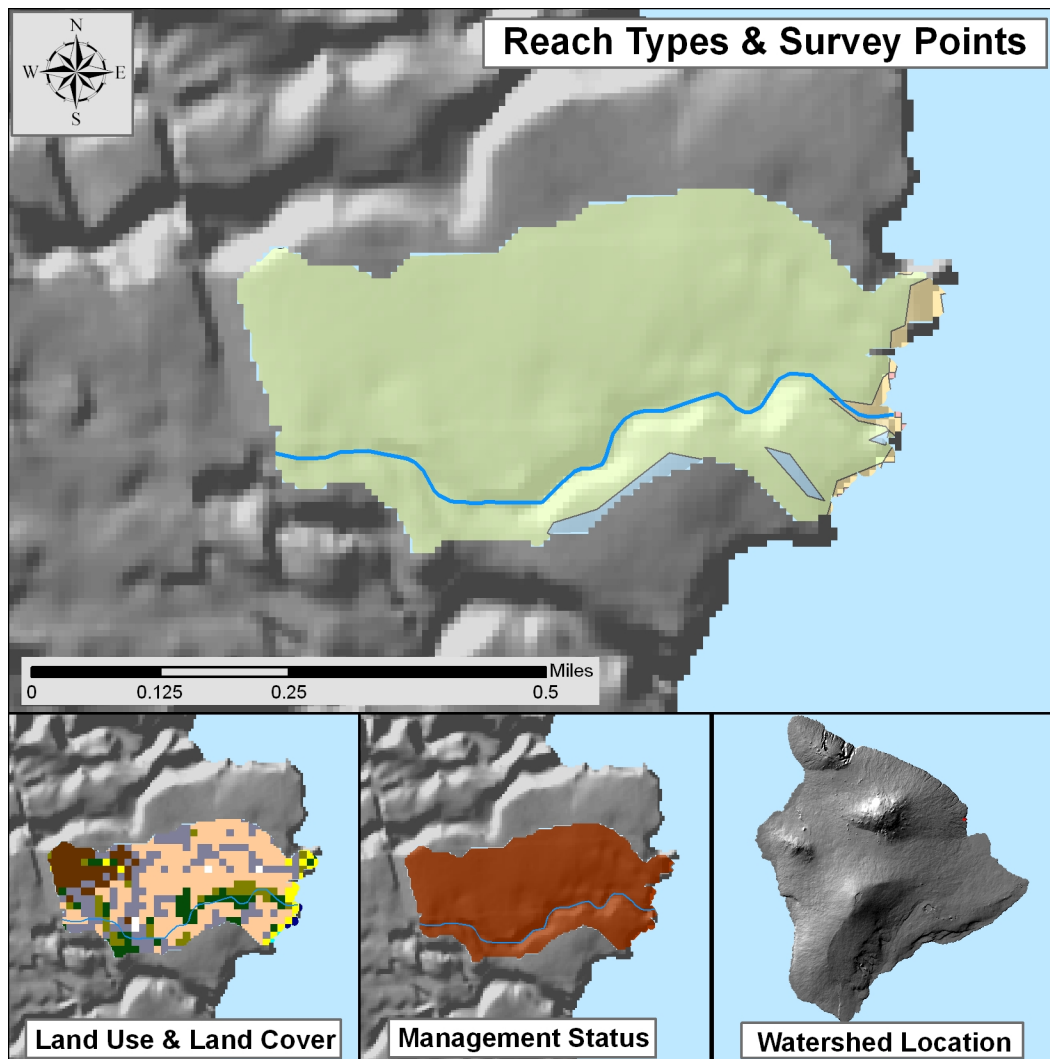 N
W E
S
Reach Types & Survey Points
Miles
0 0.125 0.25 0.5
Land Use & Land Cover
Management Status
Watershed Location